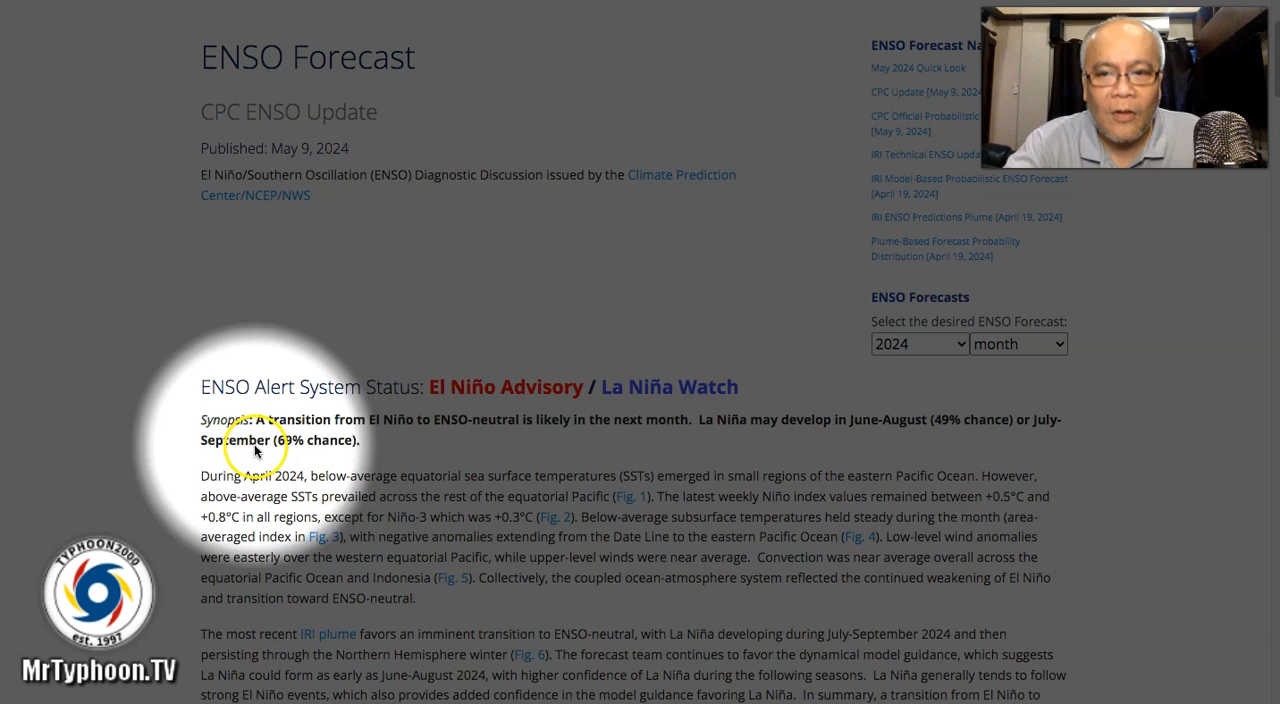 ENSO Forecast
CPC ENSO Update
Published: May 9, 2024
El Niño/Southern Oscillation (ENSO) Diagnostic Discussion issued by the Climate Prediction
Center/NCEP/NWS
ENSO Alert System Status: El Niño Advisory / La Niña Watch
Synopsis: A transition from El Niño to ENSO-neutral is likely in the next month. La Niña may develop in June-August (49% chance) or July-
September (69% chance).
During April 2024, below-average equatorial sea surface temperatures (SSTs) emerged in small regions of the eastern Pacific Ocean. However,
above-average SSTs prevailed across the rest of the equatorial Pacific (Fig. 1). The latest weekly Niño index values remained between +0.5°C and
+0.8°C in all regions, except for Niño-3 which was +0.3°C (Fig. 2). Below-average subsurface temperatures held steady during the month (area-
averaged index in Fig. 3), with negative anomalies extending from the Date Line to the eastern Pacific Ocean (Fig. 4). Low-level wind anomalies
were easterly over the western equatorial Pacific, while upper-level winds were near average. Convection was near average overall across the
equatorial Pacific Ocean and Indonesia (Fig. 5). Collectively, the coupled ocean-atmosphere system reflected the continued weakening of El Niño
and transition toward ENSO-neutral.
The most recent IRI plume favors an imminent transition to ENSO-neutral, with La Niña developing during July-September 2024 and then
persisting through the Northern Hemisphere winter (Fig. 6). The forecast team continues to favor the dynamical model guidance, which suggests
La Niña could form as early as June-August 2024, with higher confidence of La Niña during the following seasons. La Niña generally tends to follow
strong El Niño events, which also provides added confidence in the model guidance favoring La Niña. In summary, a transition from El Niño to
ENSO Forecast
May 2024 Quick Look
CPC Update [May 9, 2024
CPC Official Probabilistic
[May 9, 2024]
IRI Technical ENSO
IRI Model-Based Probabilistic ENSO Forecast
[April 19, 2024]
IRI ENSO Predictions Plume [April 19, 2024]
Plume-Based Forecast Probability
Distribution [April 19, 2024]
ENSO Forecasts
Select the desired ENSO Forecast:
2024 month
TYPHOON2000
est. 1997
MrTyphoon.TV